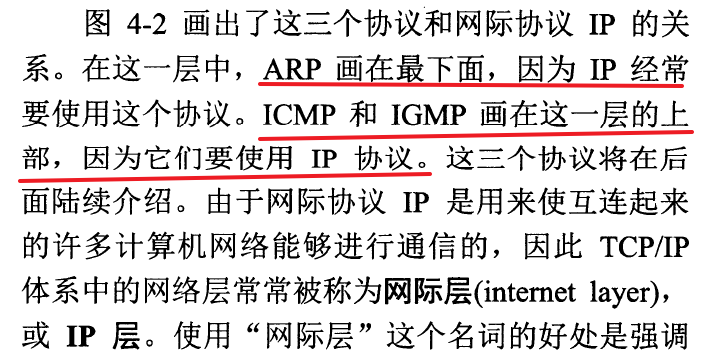 图 4-2 画出了这三个协议和网际协议 IP 的关
系。在这一层中，ARP 画在最下面，因为 IP 经常
要使用这个协议。ICMP 和 IGMP 画在这一层的上
部，因为它们要使用 IP 协议。这三个协议将在后
面陆续介绍。由于网际协议 IP 是用来使互连起来
的许多计算机网络能够进行通信的，因此 TCP/IP
体系中的网络层常常被称为网际层(internet layer)，
或 IP 层。使用“网际层”这个名词的好处是强调